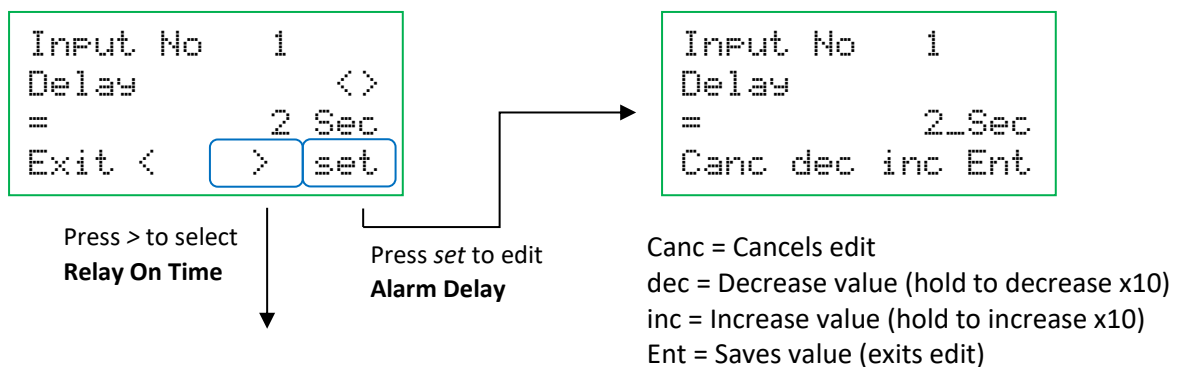 Input No 1
Delay <>
= 2 Sec
Exit < > set
Input No 1
Delay
= 2_Sec
Canc dec inc Ent
Press > to select
Relay On Time
Press set to edit
Alarm Delay
Canc = Cancels edit
dec = Decrease value (hold to decrease x10)
inc = Increase value (hold to increase x10)
Ent = Saves value (exits edit)